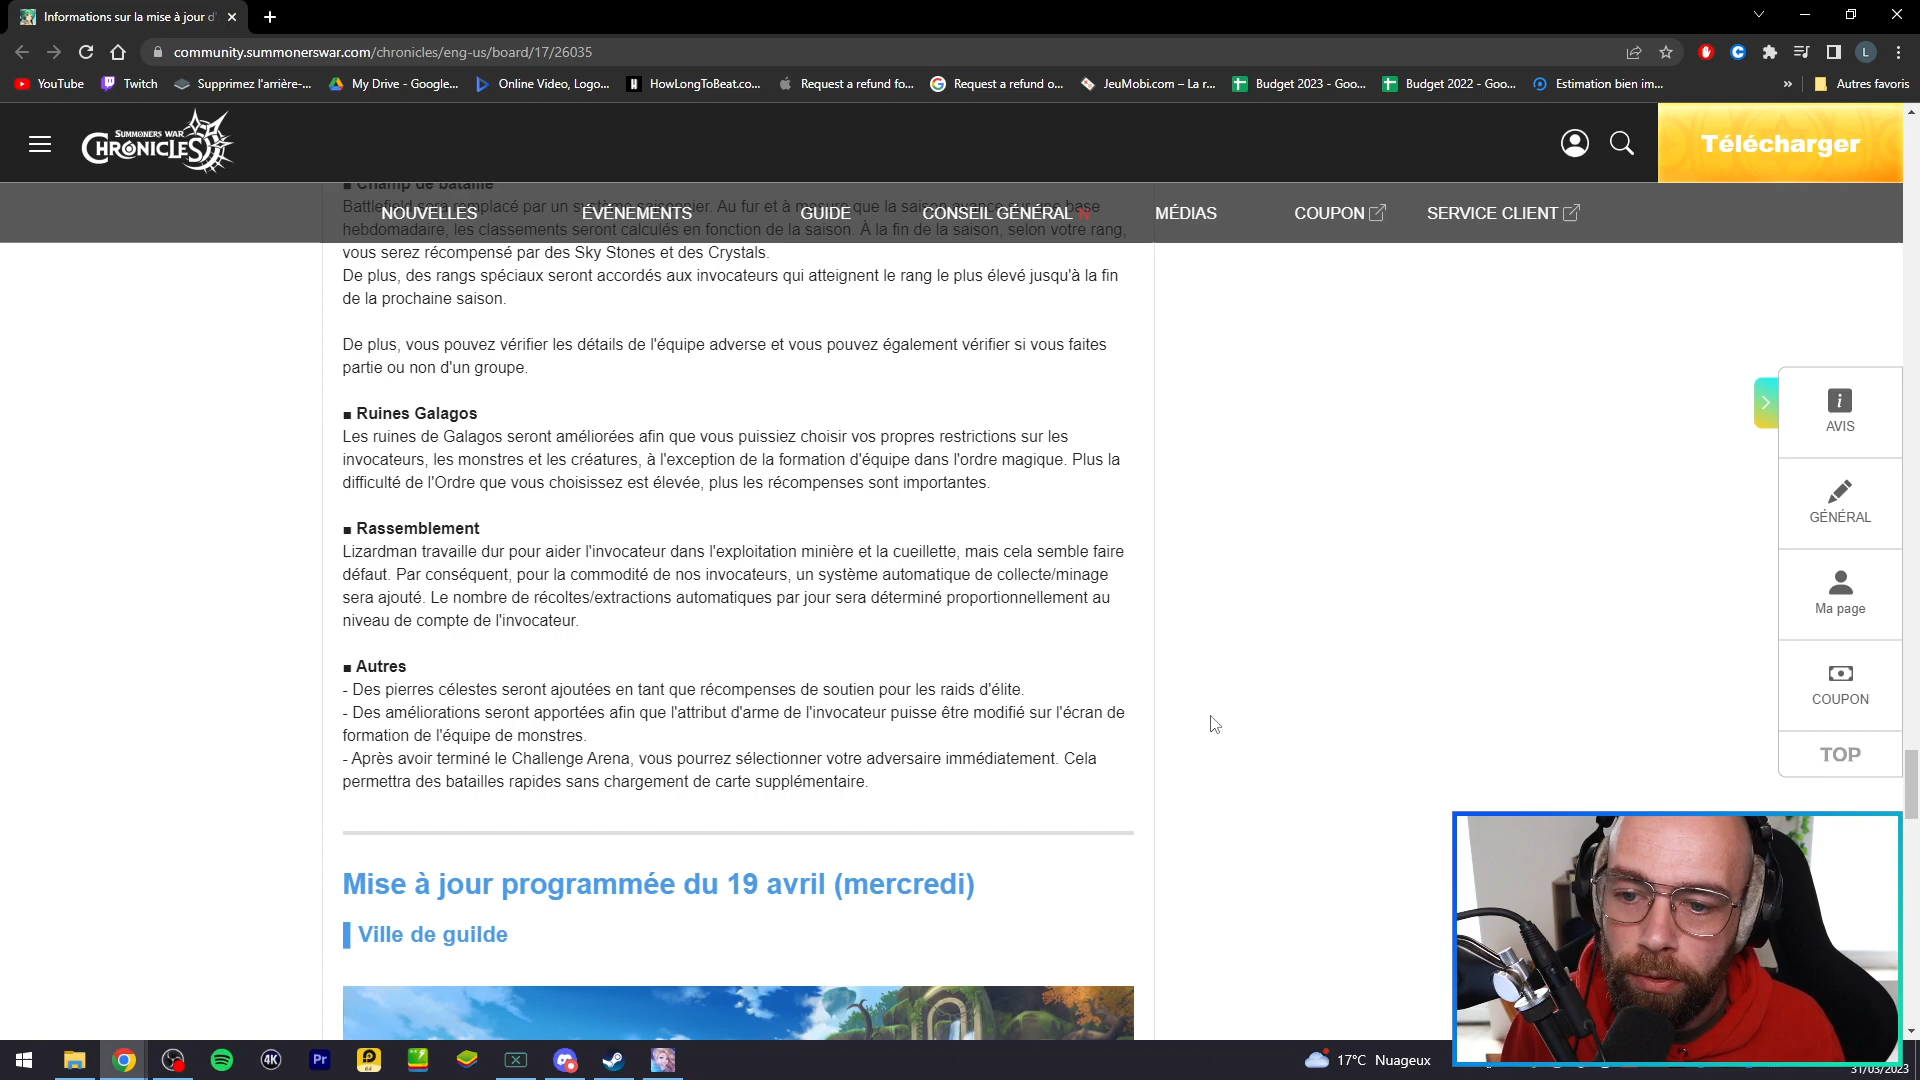 Informations sur la mise à jour d'
community.summonerswar.com/chronicles/eng-us/board/17/26035
L
YouTube
Twitch
Supprimez l'arrière-...
My Drive - Google...
Online Video, Logo...
HowLongToBeat.co...
Request a refund fo...
Request a refund o...
JeuMobi.com – La r...
Budget 2023 - Goo...
Budget 2022 - Goo...
Estimation bien im...
»
Autres favoris
SUMMONERS WAR
CHRONICLES
Télécharger
■ Champ de bataille
NOUVELLES
ÉVÉNEMENTS
GUIDE
CONSEIL GÉNÉRAL N
MÉDIAS
COUPON
SERVICE CLIENT
Battlefield sera remplacé par un système saisonnier. Au fur et à mesure que la saison avance sur une base
hebdomadaire, les classements seront calculés en fonction de la saison. À la fin de la saison, selon votre rang,
vous serez récompensé par des Sky Stones et des Crystals.
De plus, des rangs spéciaux seront accordés aux invocateurs qui atteignent le rang le plus élevé jusqu'à la fin
de la prochaine saison.
De plus, vous pouvez vérifier les détails de l'équipe adverse et vous pouvez également vérifier si vous faites
partie ou non d'un groupe.
■ Ruines Galagos
Les ruines de Galagos seront améliorées afin que vous puissiez choisir vos propres restrictions sur les
invocateurs, les monstres et les créatures, à l'exception de la formation d'équipe dans l'ordre magique. Plus la
difficulté de l'Ordre que vous choisissez est élevée, plus les récompenses sont importantes.
■ Rassemblement
Lizardman travaille dur pour aider l'invocateur dans l'exploitation minière et la cueillette, mais cela semble faire
défaut. Par conséquent, pour la commodité de nos invocateurs, un système automatique de collecte/minage
sera ajouté. Le nombre de récoltes/extractions automatiques par jour sera déterminé proportionnellement au
niveau de compte de l'invocateur.
■ Autres
- Des pierres célestes seront ajoutées en tant que récompenses de soutien pour les raids d'élite.
- Des améliorations seront apportées afin que l'attribut d'arme de l'invocateur puisse être modifié sur l'écran de
formation de l'équipe de monstres.
- Après avoir terminé le Challenge Arena, vous pourrez sélectionner votre adversaire immédiatement. Cela
permettra des batailles rapides sans chargement de carte supplémentaire.
Mise à jour programmée du 19 avril (mercredi)
Ville de guilde
AVIS
GÉNÉRAL
Ma page
COUPON
TOP
4K
Pr
64
17°C Nuageux
31/03/2023